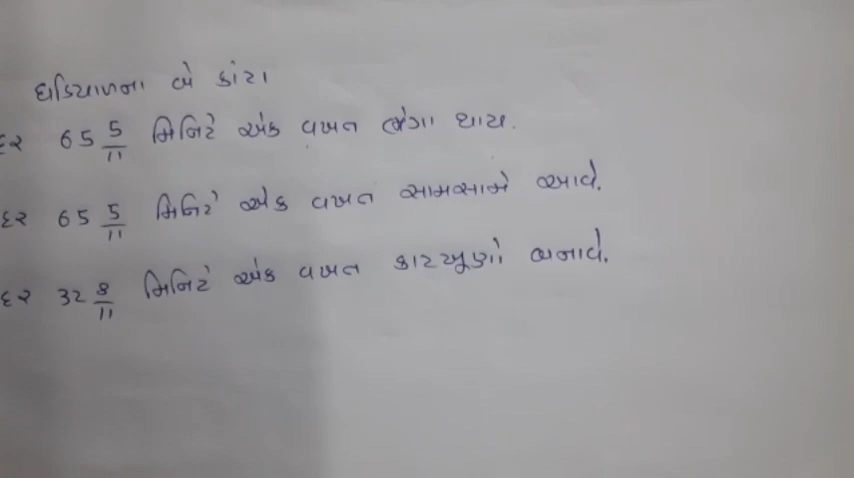 ઘડિયાળના બે કાંટા
દર 65 5/11 મિનિટે એક વખત ભેગા થાય.
દર 65 5/11 મિનિટે એક વખત સામસામે આવે.
દર 32 8/11 મિનિટે એક વખત કાટખૂણો બનાવે.